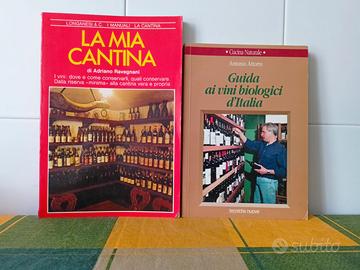 LONGANESI & C. I MANUALI LA CANTINA
LA MIA
CANTINA
di Adriano Ravegnani
I vini: dove e come conservarli, quali conservare.
Dalla riserva «minima» alla cantina vera e propria
• Cucina Naturale •
Antonio Attorre
Guida
ai vini biologici
d'Italia
tecniche nuove
subito